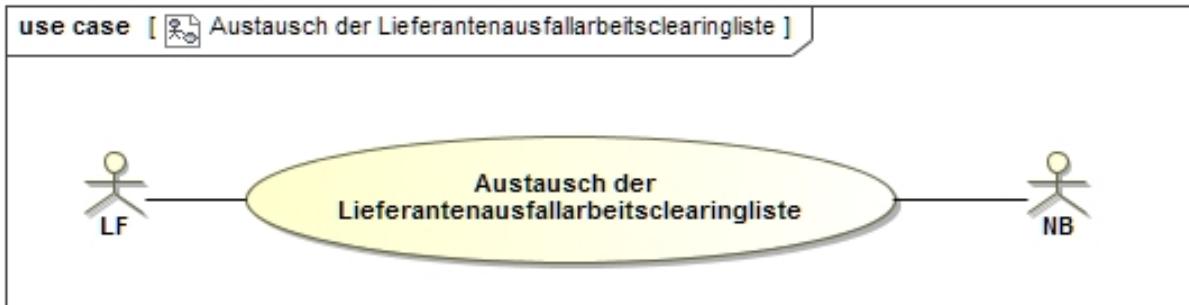 use case [ Austausch der Lieferantenausfallarbeitsclearingliste ]
Austausch der
Lieferantenausfallarbeitsclearingliste
LF
NB